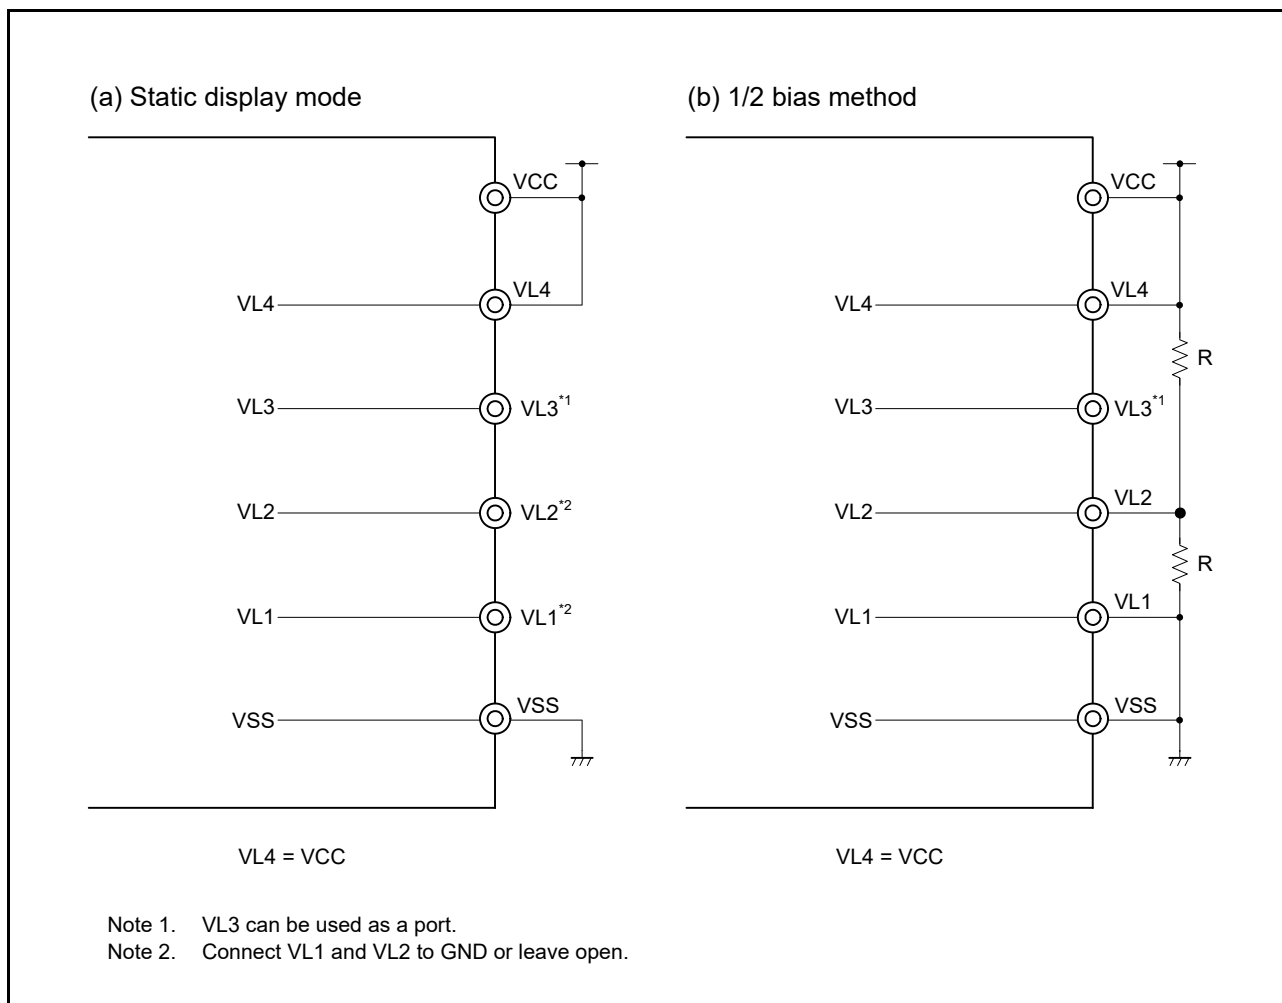 (a) Static display mode
VCC
VL4 VL4
VL3 VL3*1
VL2 VL2*2
VL1 VL1*2
VSS VSS
VL4 = VCC
(b) 1/2 bias method
VCC
VL4 VL4
R
VL3 VL3*1
VL2 VL2
R
VL1 VL1
VSS VSS
VL4 = VCC
Note 1. VL3 can be used as a port.
Note 2. Connect VL1 and VL2 to GND or leave open.